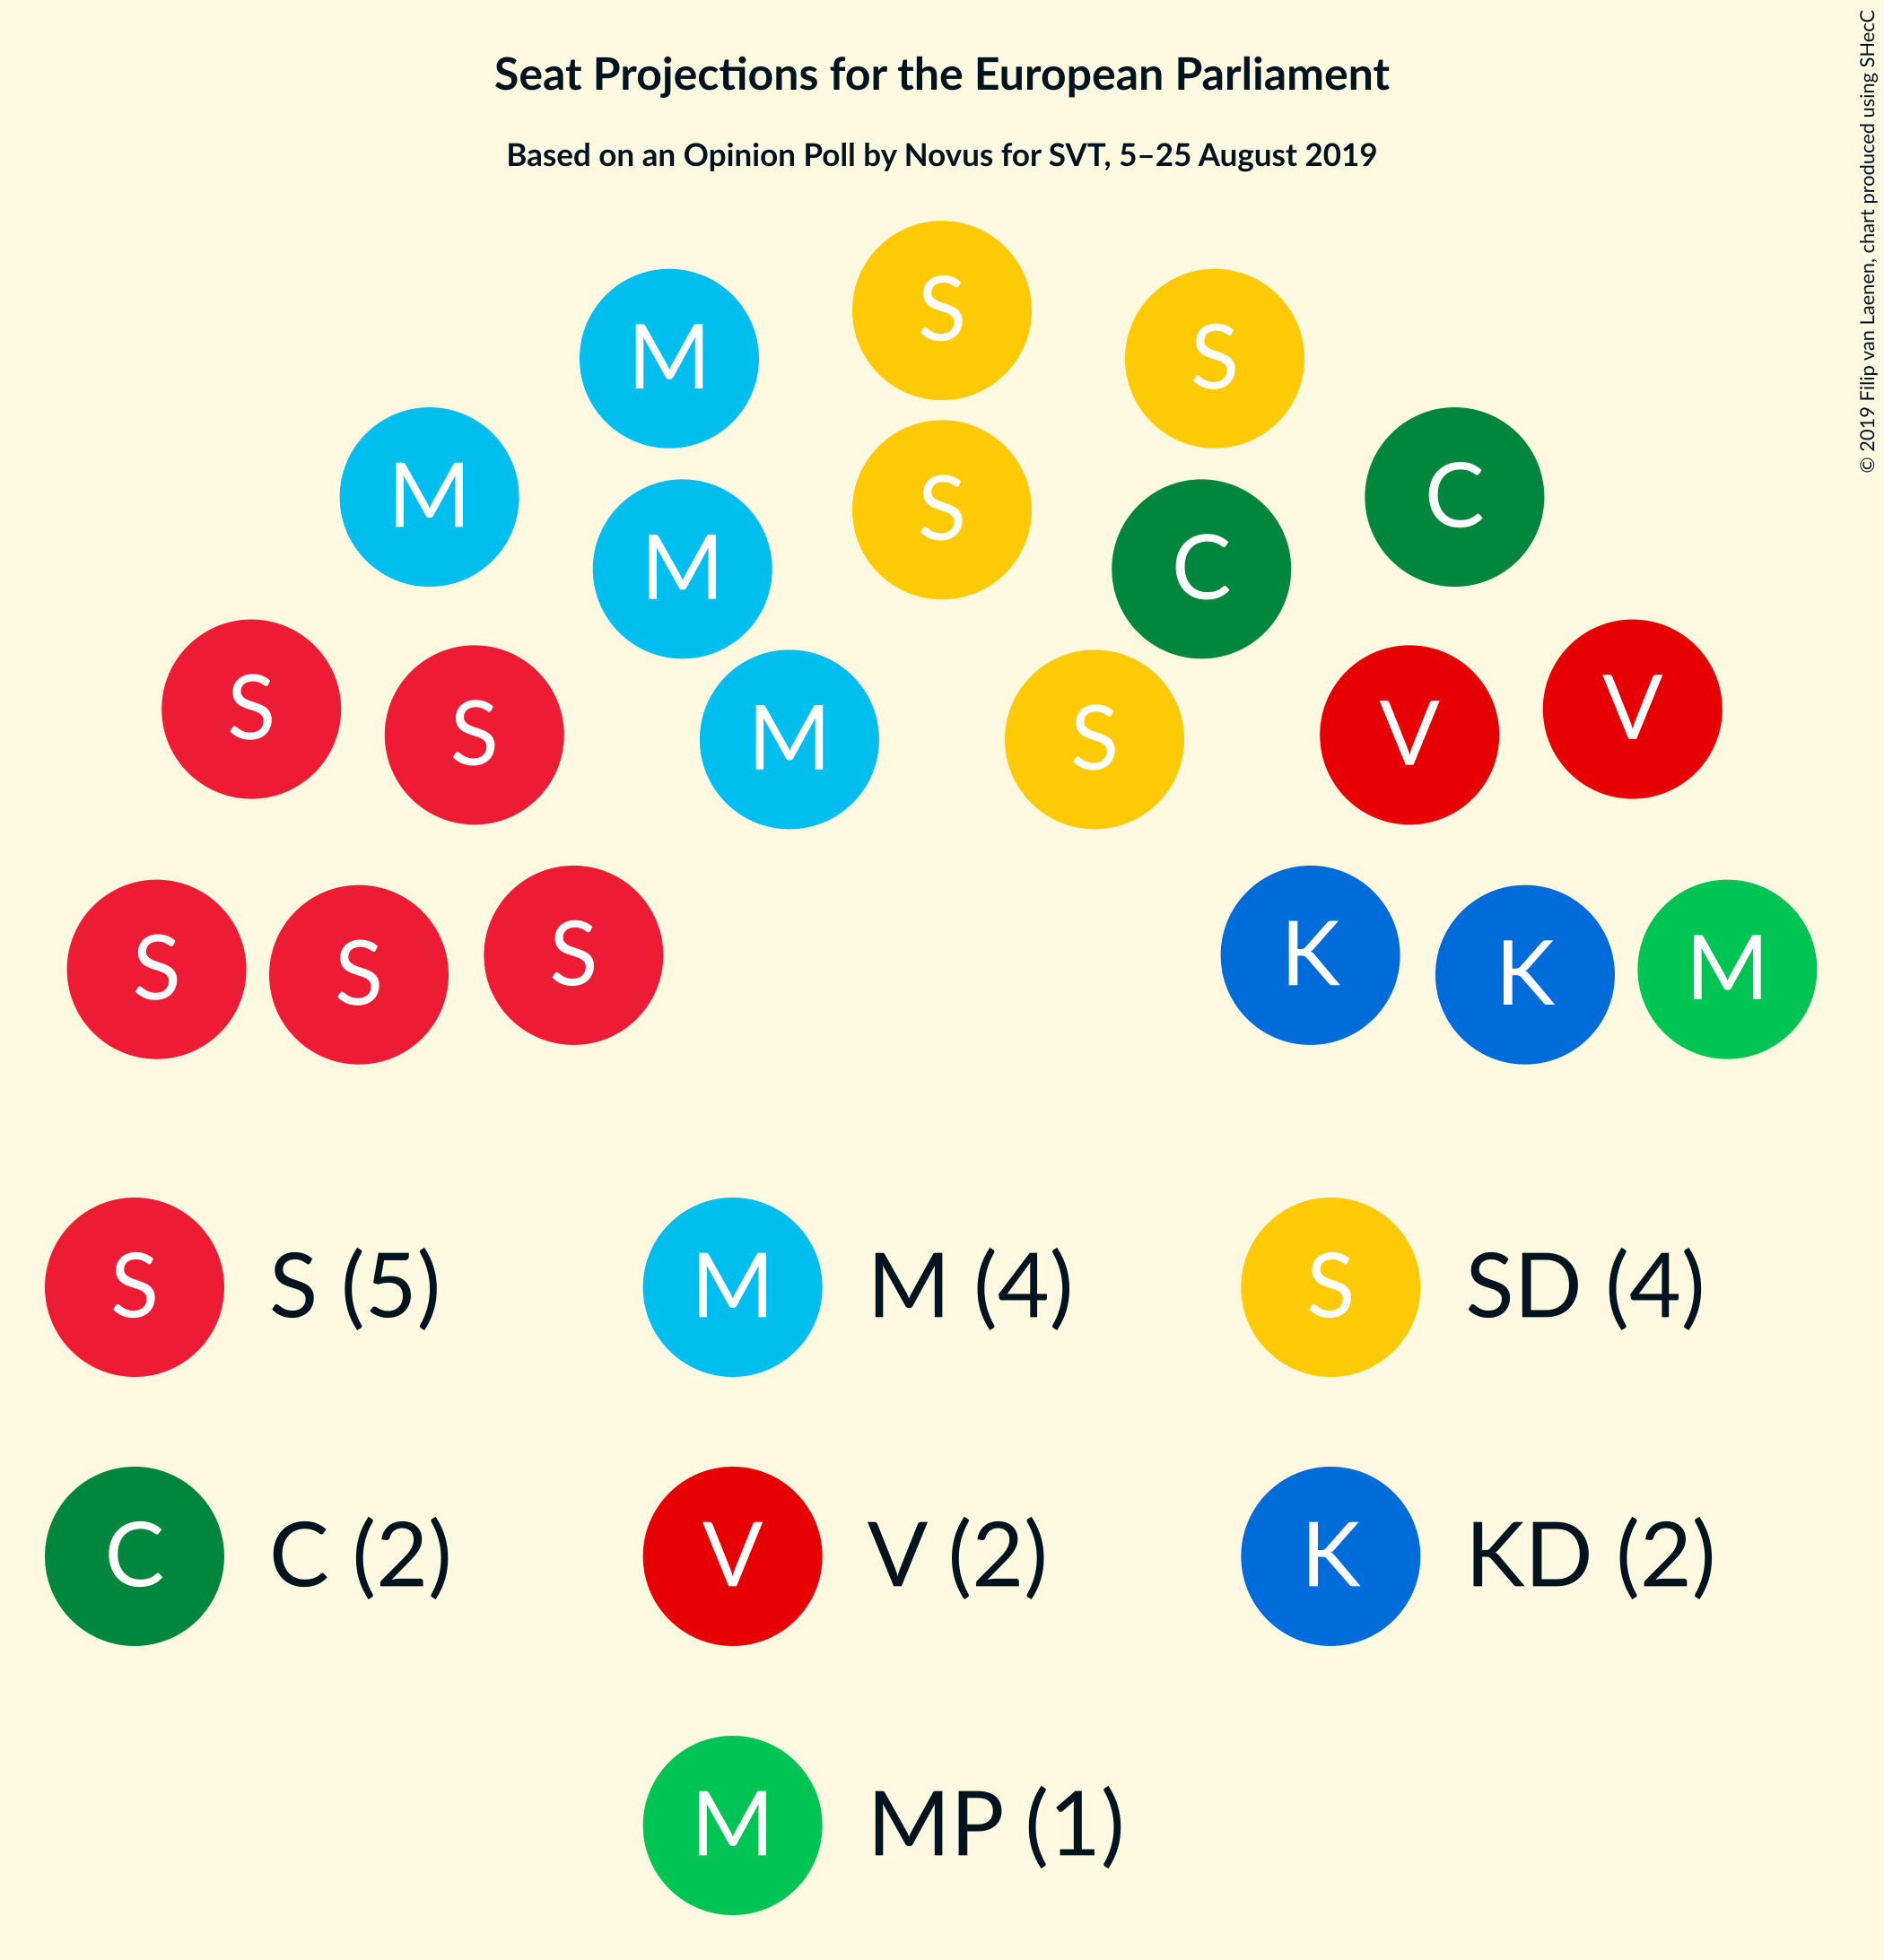 Seat Projections for the European Parliament
Based on an Opinion Poll by Novus for SVT, 5–25 August 2019
© 2019 Filip van Laenen, chart produced using SHecC
S
M
S
S
M
C
M
S
C
S
S
M
S
V
V
S
S
S
K
K
M
S S (5)
M M (4)
S SD (4)
C C (2)
V V (2)
K KD (2)
M MP (1)